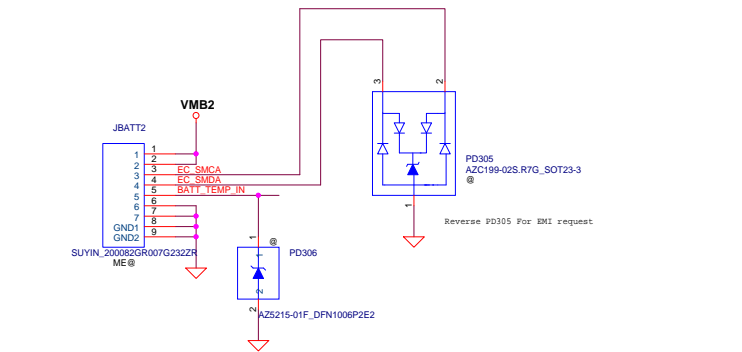 3
2
VMB2
JBATT2
1
1
2
2
EC_SMCA
3
3
EC_SMDA
4
4
BATT_TEMP_IN
5
5
6
6
7
7
GND1
8
GND2
9
SUYIN_200082GR007G232ZR
ME@
PD305
AZC199-02S.R7G_SOT23-3
@
1
Reverse PD305 For EMI request
1
@
1
PD306
2
2
AZ5215-01F_DFN1006P2E2